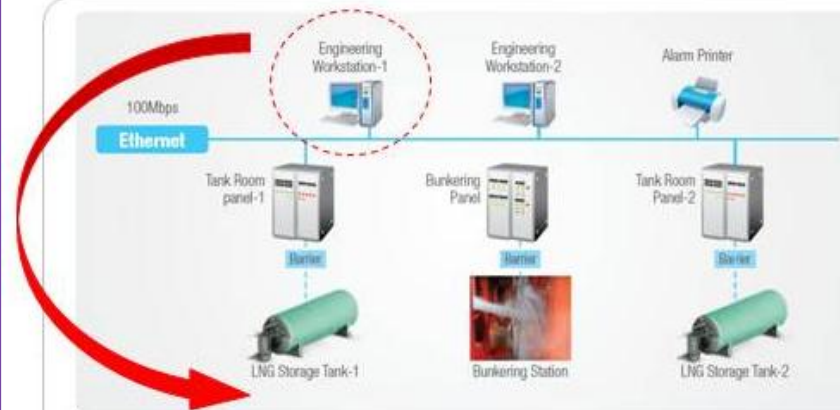 Engineering
Workstation-1
Engineering
Workstation-2
Alarm Printer
100Mbps
Ethernet
Tank Room
panel-1
Bunkering
Panel
Tank Room
Panel-2
Barrier
Barrier
Barrier
LNG Storage Tank-1
Bunkering Station
LNG Storage Tank-2